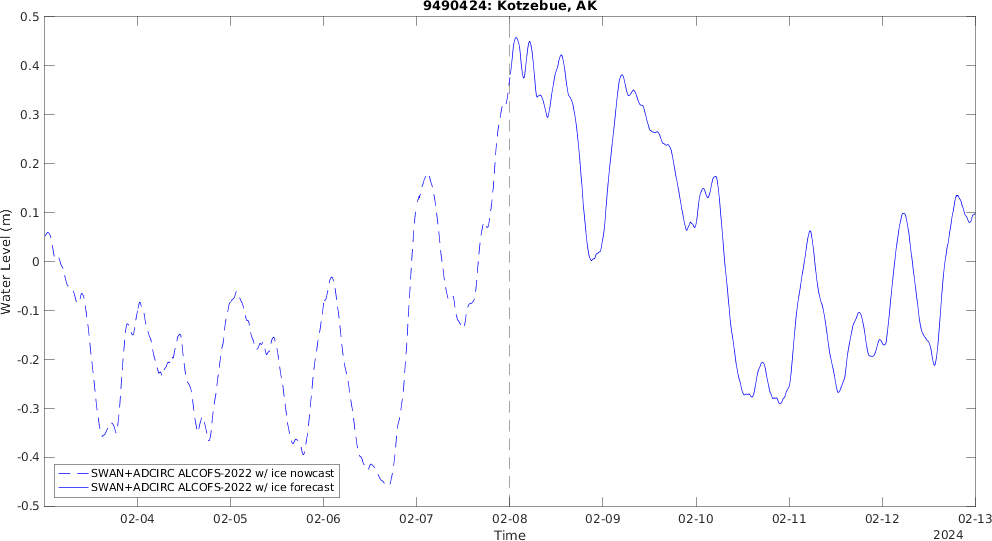 9490424: Kotzebue, AK
0.5
0.4
0.3
0.2
0.1
0
-0.1
-0.2
-0.3
-0.4
-0.5
Water Level (m)
SWAN+ADCIRC ALCOFS-2022 w/ ice nowcast
SWAN+ADCIRC ALCOFS-2022 w/ ice forecast
02-04 02-05 02-06 02-07 02-08 02-09 02-10 02-11 02-12 02-13
Time
2024